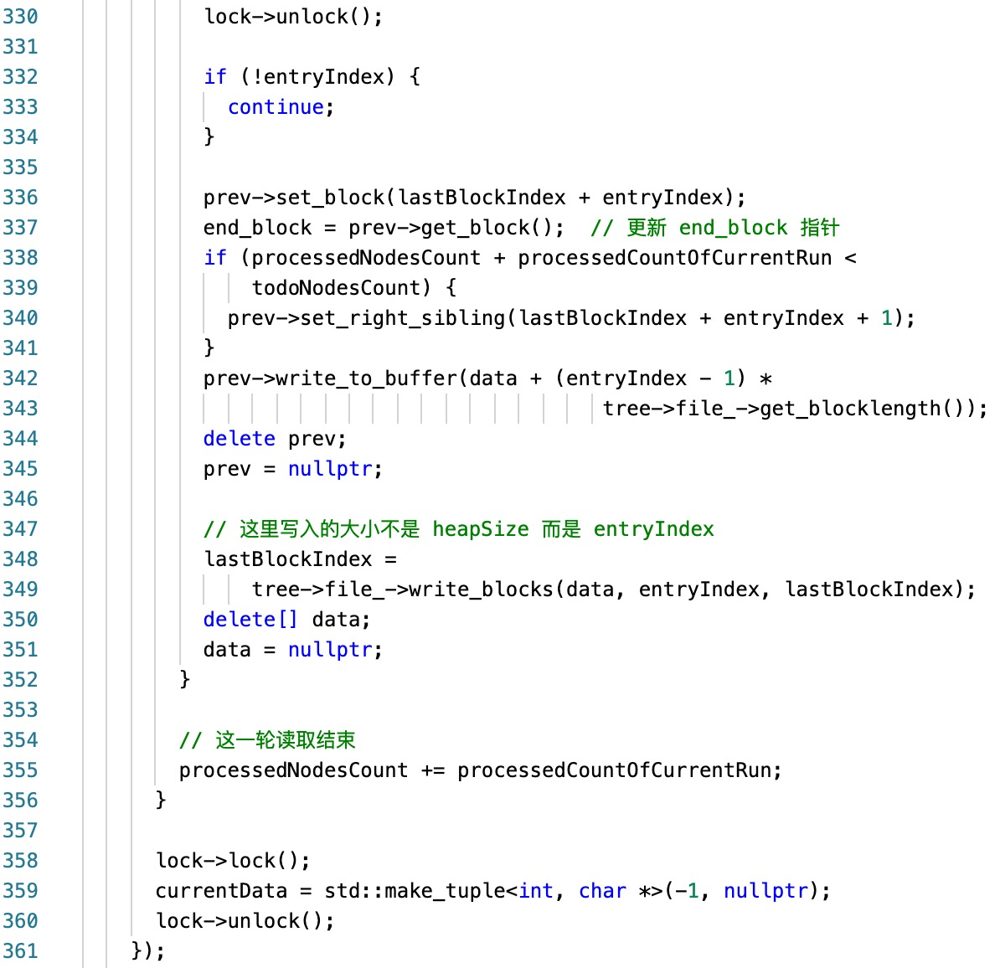 330 lock->unlock();
331
332 if (!entryIndex) {
333 continue;
334 }
335
336 prev->set_block(lastBlockIndex + entryIndex);
337 end_block = prev->get_block();  // 更新 end_block 指针
338 if (processedNodesCount + processedCountOfCurrentRun <
339 todoNodesCount) {
340 prev->set_right_sibling(lastBlockIndex + entryIndex + 1);
341 }
342 prev->write_to_buffer(data + (entryIndex - 1) *
343 tree->file_->get_blocklength());
344 delete prev;
345 prev = nullptr;
346
347 // 这里写入的大小不是 heapSize 而是 entryIndex
348 lastBlockIndex =
349 tree->file_->write_blocks(data, entryIndex, lastBlockIndex);
350 delete[] data;
351 data = nullptr;
352 }
353
354 // 这一轮读取结束
355 processedNodesCount += processedCountOfCurrentRun;
356 }
357
358 lock->lock();
359 currentData = std::make_tuple<int, char *>(-1, nullptr);
360 lock->unlock();
361 });